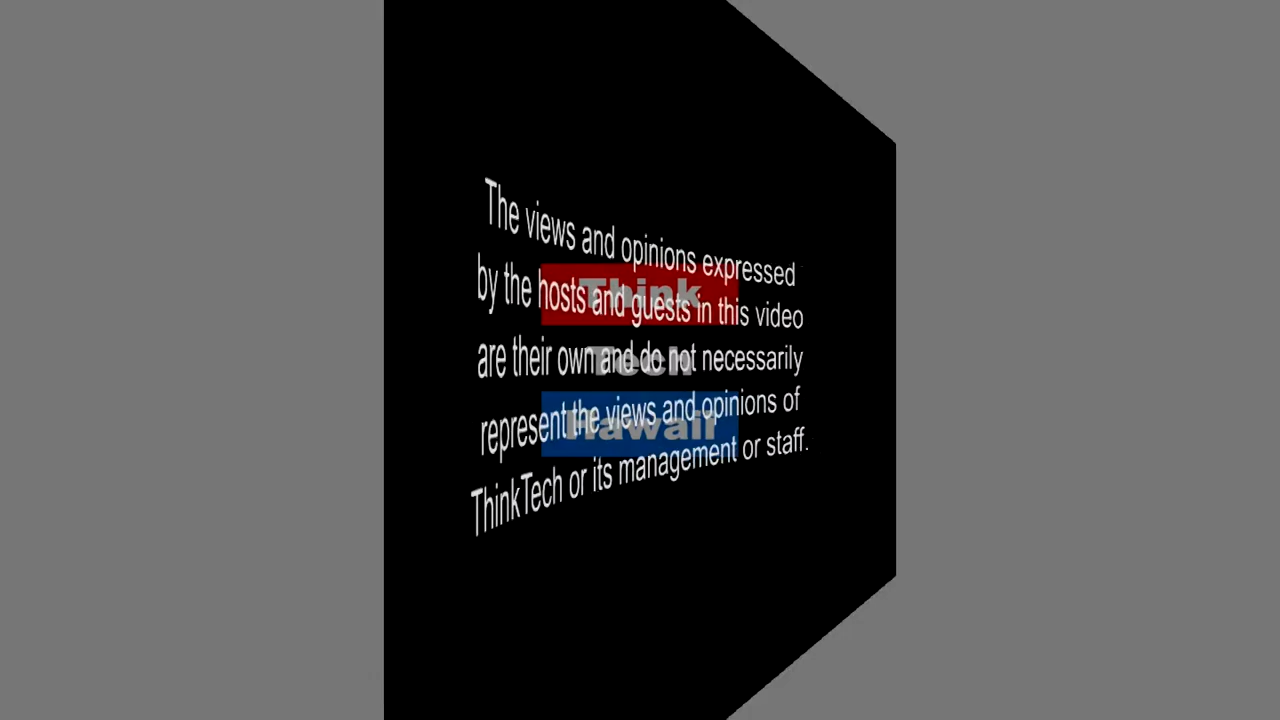 The views and opinions expressed
by the hosts and guests in this video
are their own and do not necessarily
represent the views and opinions of
ThinkTech or its management or staff.
Think
Tech
Hawaii